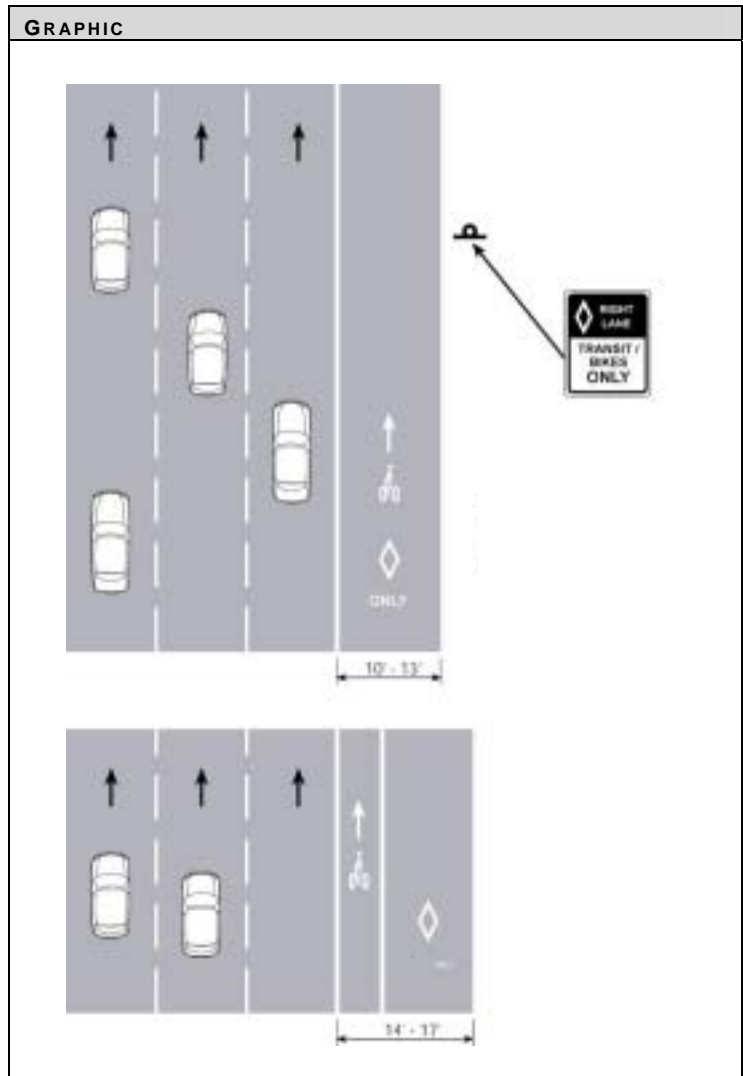 GRAPHIC
RIGHT
LANE
TRANSIT /
BIKES
ONLY
ONLY
10' - 13'
14' - 17'